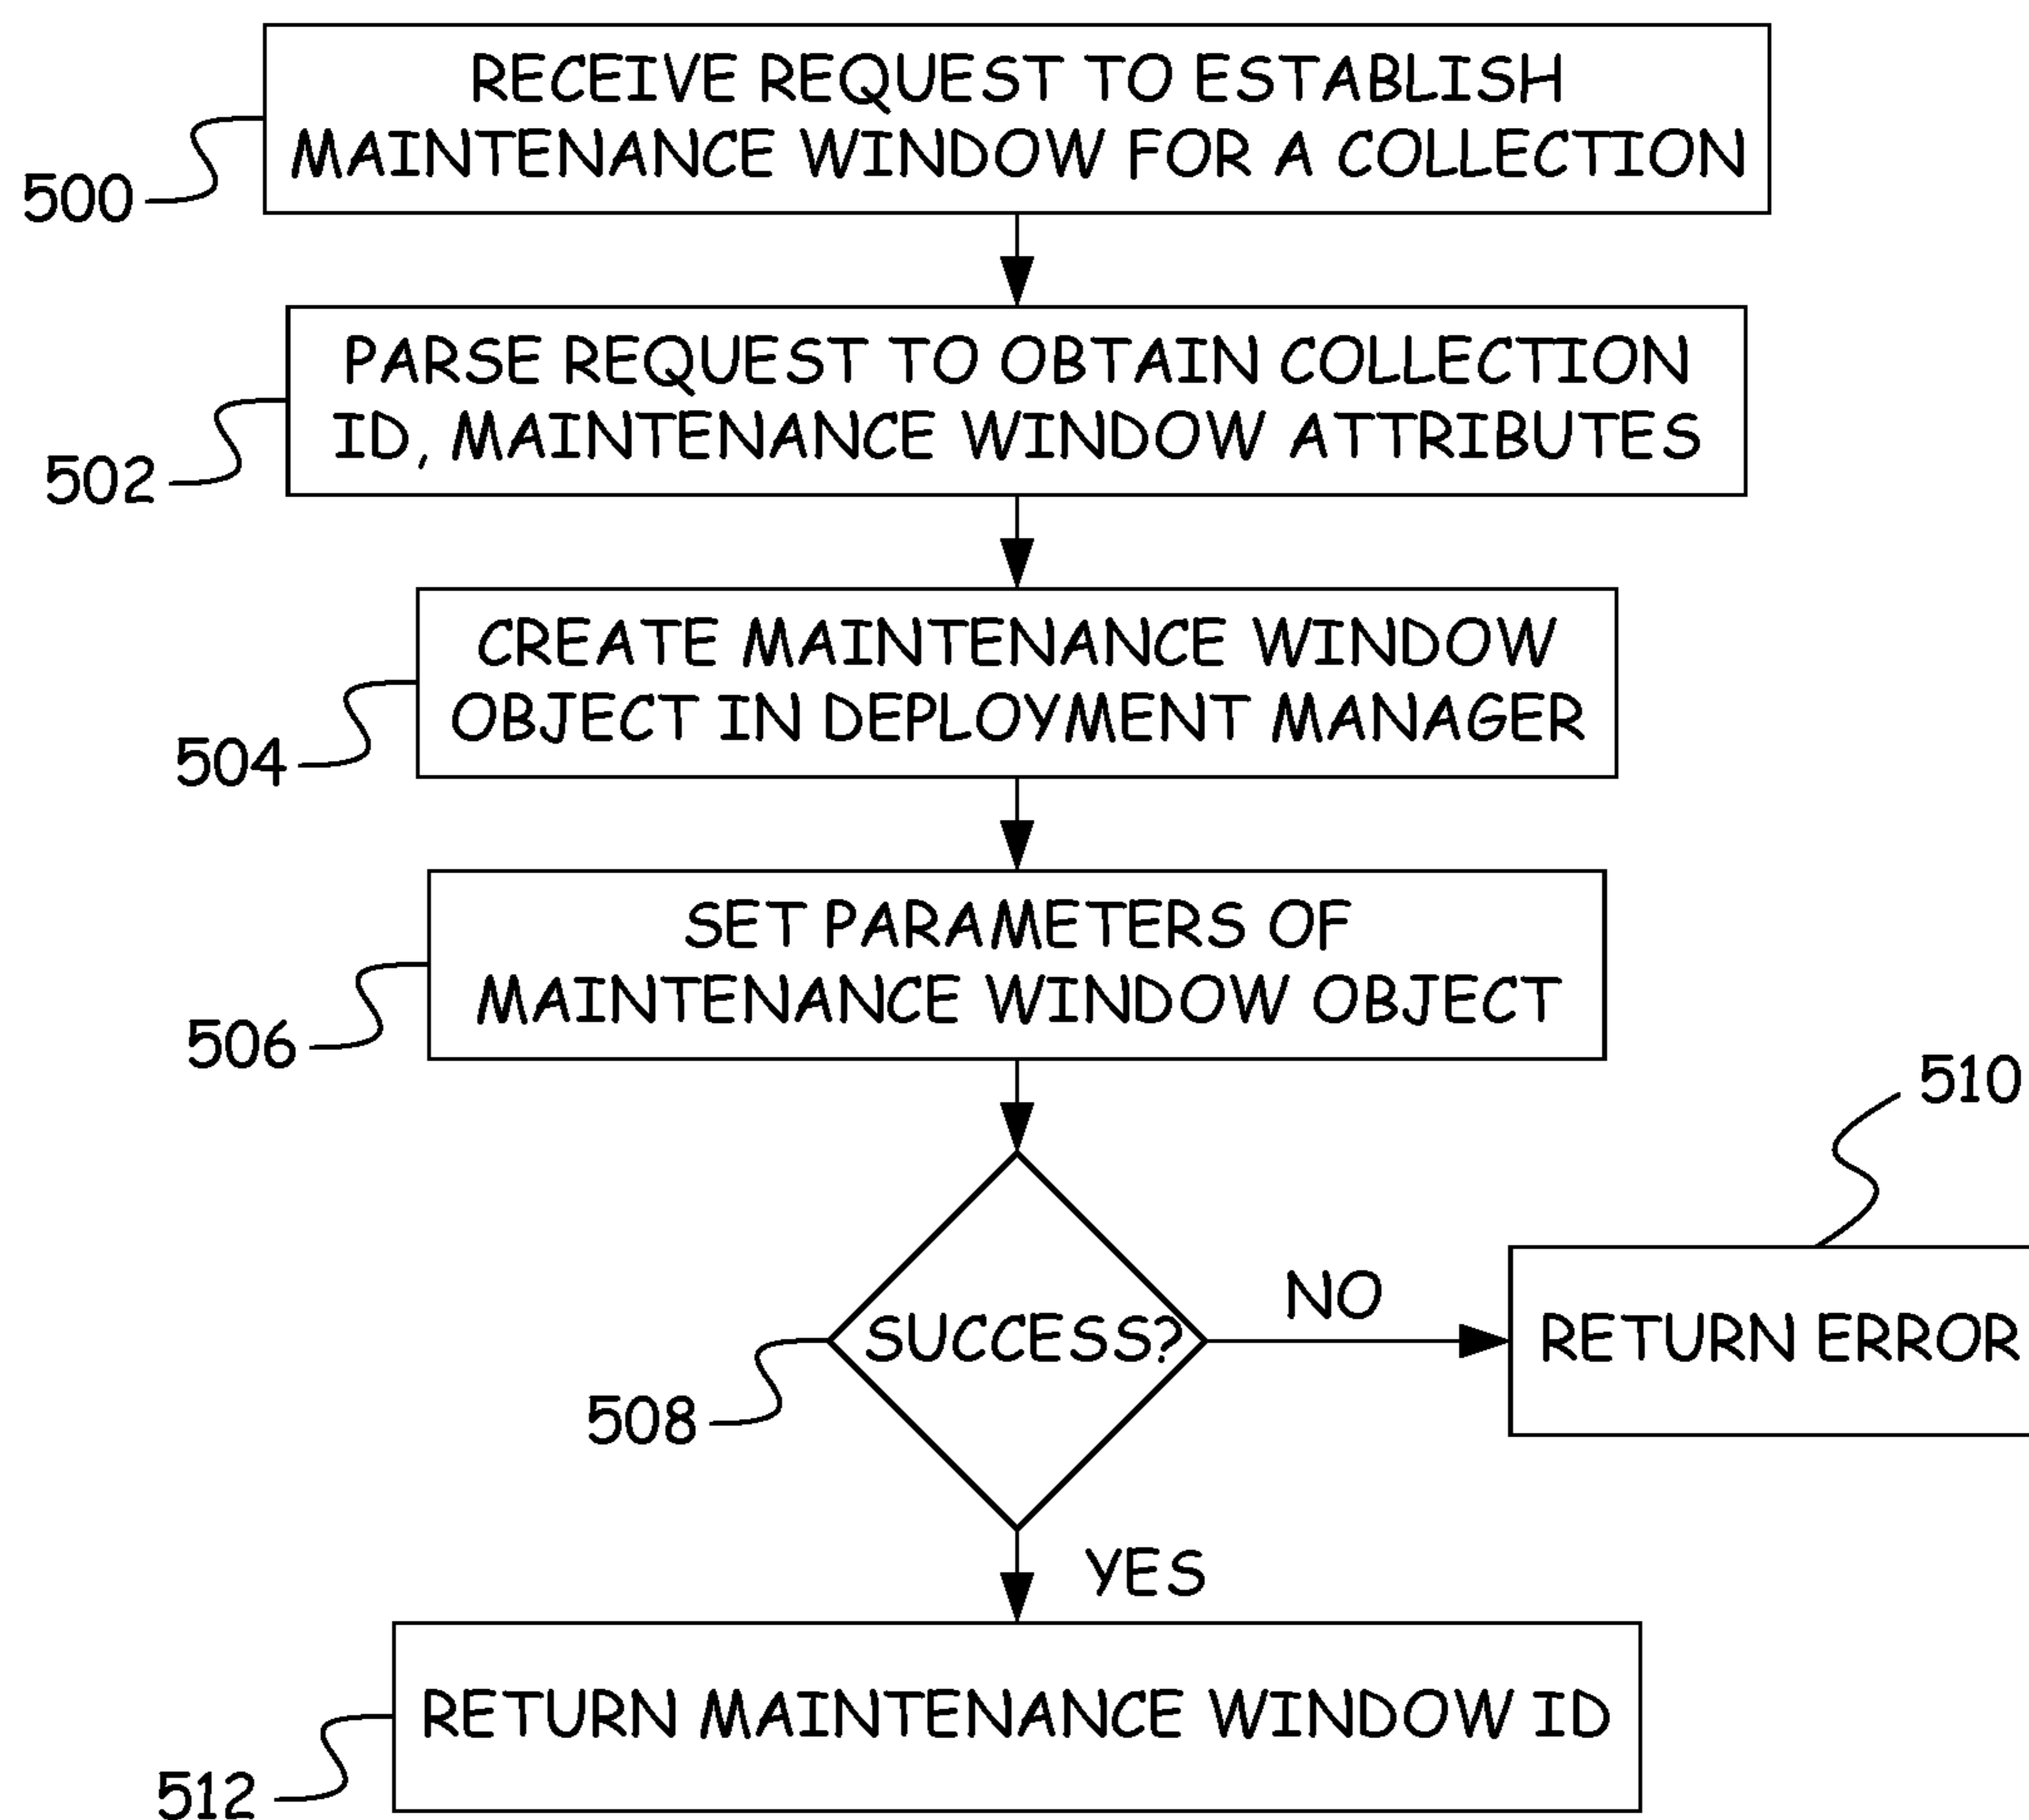 RECEIVE REQUEST TO ESTABLISH
MAINTENANCE WINDOW FOR A COLLECTION
500
PARSE REQUEST TO OBTAIN COLLECTION
ID, MAINTENANCE WINDOW ATTRIBUTES
502
CREATE MAINTENANCE WINDOW
OBJECT IN DEPLOYMENT MANAGER
504
SET PARAMETERS OF
MAINTENANCE WINDOW OBJECT
506
510
SUCCESS?
NO
RETURN ERROR
508
YES
RETURN MAINTENANCE WINDOW ID
512